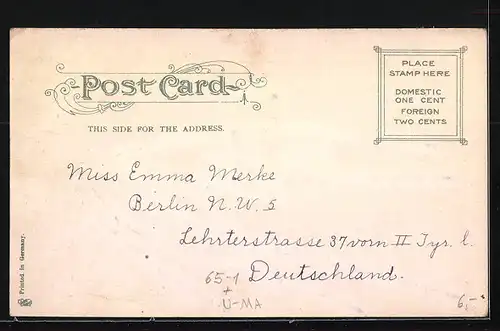 Post Card
THIS SIDE FOR THE ADDRESS.
PLACE
STAMP HERE
DOMESTIC
ONE CENT
FOREIGN
TWO CENTS
Miss Emma Merke
Berlin N.W. 5
Lehrterstrasse 37 vorn II Tyr. l.
Deutschland.
65-1
+
U-MA
6,-
Printed in Germany.